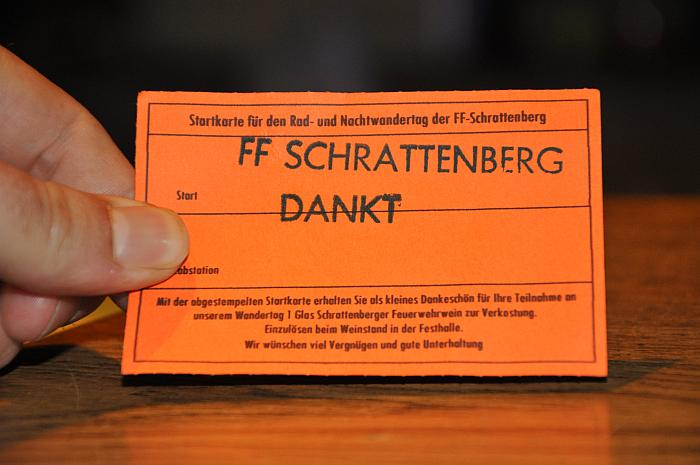 Startkarte für den Rad- und Nachtwandertag der FF-Schrattenberg
FF SCHRATTENBERG
Start
DANKT
Mit der abgestempelten Startkarte erhalten Sie als kleines Dankeschön für Ihre Teilnahme an
unserem Wandertag 1 Glas Schrattenberger Feuerwehrwein zur Verkostung.
Einzulösen beim Weinstand in der Festhalle.
Wir wünschen viel Vergnügen und gute Unterhaltung